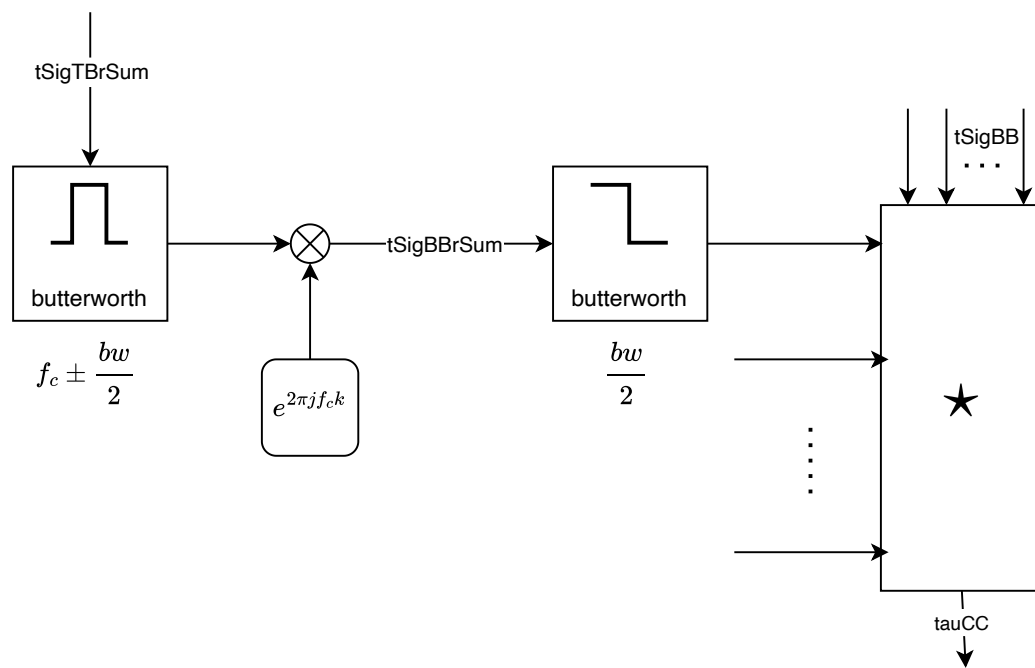 tSigTBrSum
tSigBB
. . .
tSigBBrSum
butterworth
butterworth
f_c ± bw/2
bw/2
e^{2πjf_ck}
★
tauCC